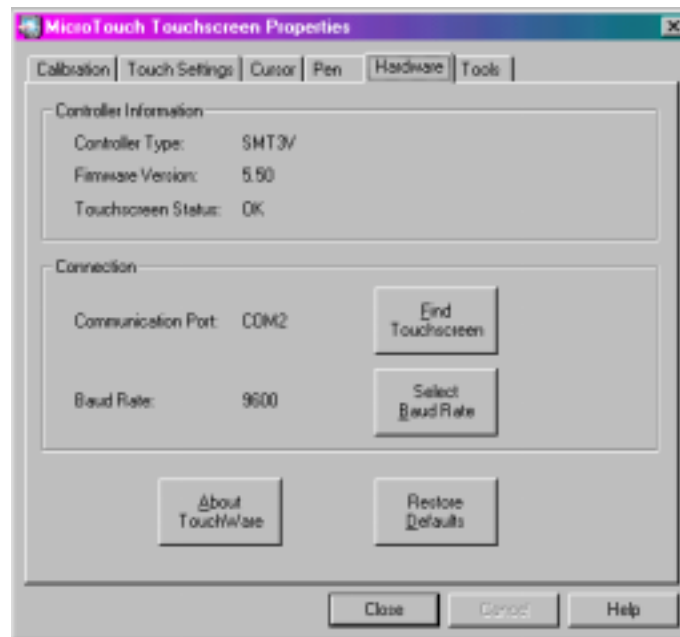 MicroTouch Touchscreen Properties
Calibration Touch Settings Cursor Pen Hardware Tools
Controller Information
Controller Type: SMT3V
Firmware Version: 5.50
Touchscreen Status: OK
Connection
Communication Port: COM2
Find
Touchscreen
Baud Rate: 9600
Select
Baud Rate
About
TouchWare
Restore
Defaults
Close Cancel Help